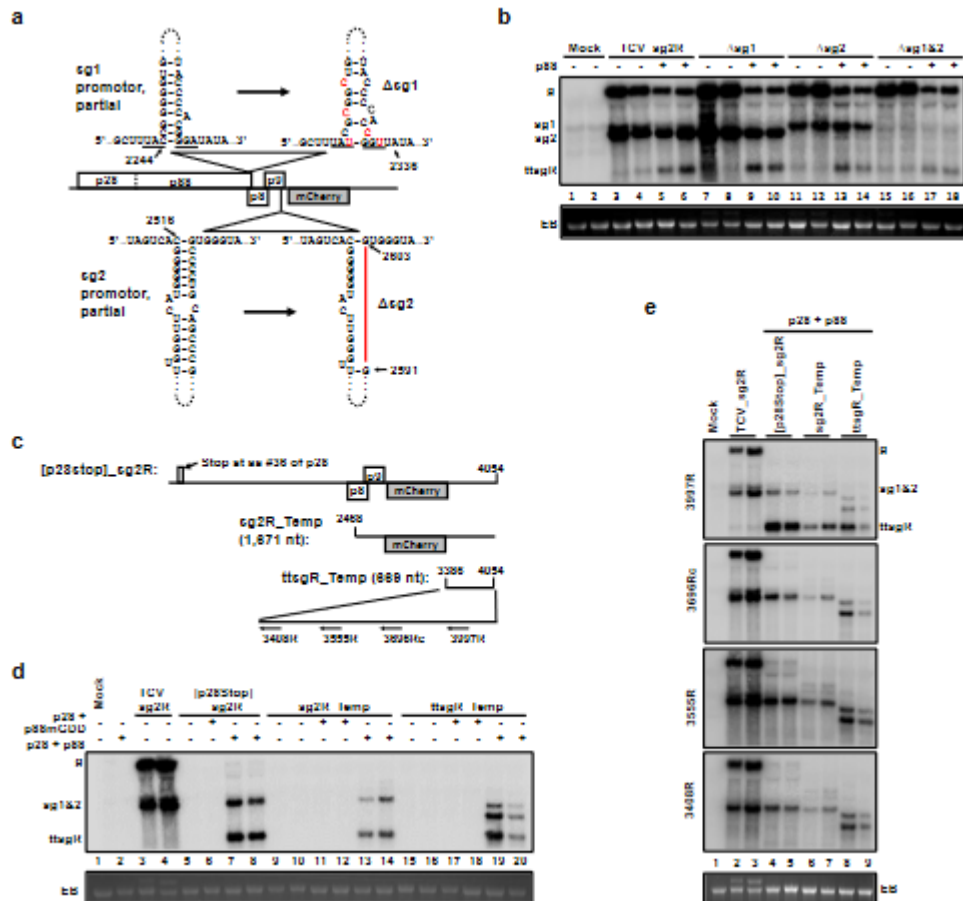 a
sg1
promotor,
partial
Δsg1
5' 3' 5' 3'
2244
2336
p28 p88 p9
p8 mCherry
2516
5' ..UAGUCAC-GUGGGUA..3' 5' ..UAGUCAC-GUGGGUA..3'
2603
sg2
promotor,
partial
Δsg2
2591
b
Mock TCV_sg2R Δsg1 Δsg2 Δsg1&2
p88 - - - - + + - - + + - - + + - - + +
g
sg1
sg2
ttsgR
1 2 3 4 5 6 7 8 9 10 11 12 13 14 15 16 17 18
EB
c
[p28stop]_sg2R:
Stop at aa #36 of p28
p9
4054
p8 mCherry
sg2R_Temp
(1,671 nt):
2468
mCherry
ttsgR_Temp (669 nt):
3386 4054
3408R 3555R 3696Rc 3997R
d
Mock
TCV
sg2R
[p28Stop]
sg2R
sg2R_Temp
ttsgR_Temp
p28 +
p88mGDD
p28 + p88
g
sg1&2
ttsgR
1 2 3 4 5 6 7 8 9 10 11 12 13 14 15 16 17 18 19 20
EB
e
p28 + p88
Mock
TCV_sg2R
[p28Stop]_sg2R
sg2R_Temp
ttsgR_Temp
3997R
g
sg1&2
ttsgR
3696Rc
3555R
3408R
1 2 3 4 5 6 7 8 9
EB